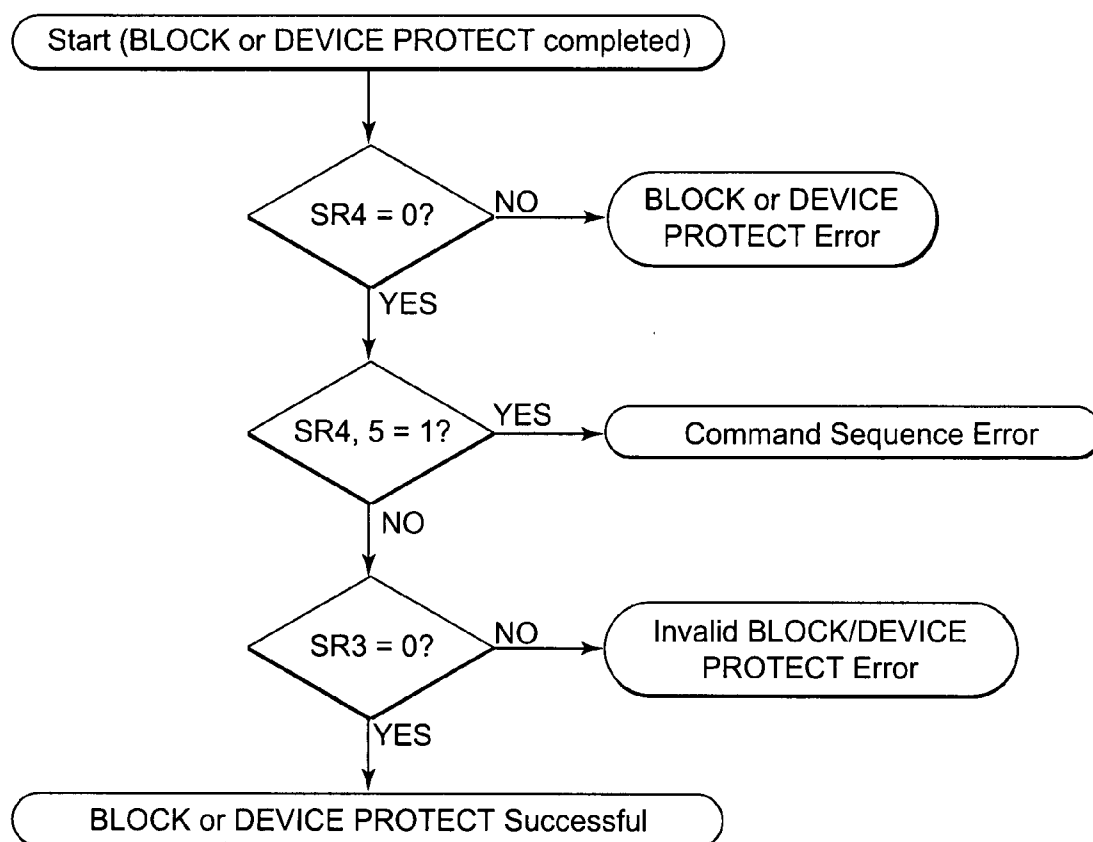 Start (BLOCK or DEVICE PROTECT completed)
SR4 = 0?
NO
BLOCK or DEVICE
PROTECT Error
YES
SR4, 5 = 1?
YES
Command Sequence Error
NO
SR3 = 0?
NO
Invalid BLOCK/DEVICE
PROTECT Error
YES
BLOCK or DEVICE PROTECT Successful